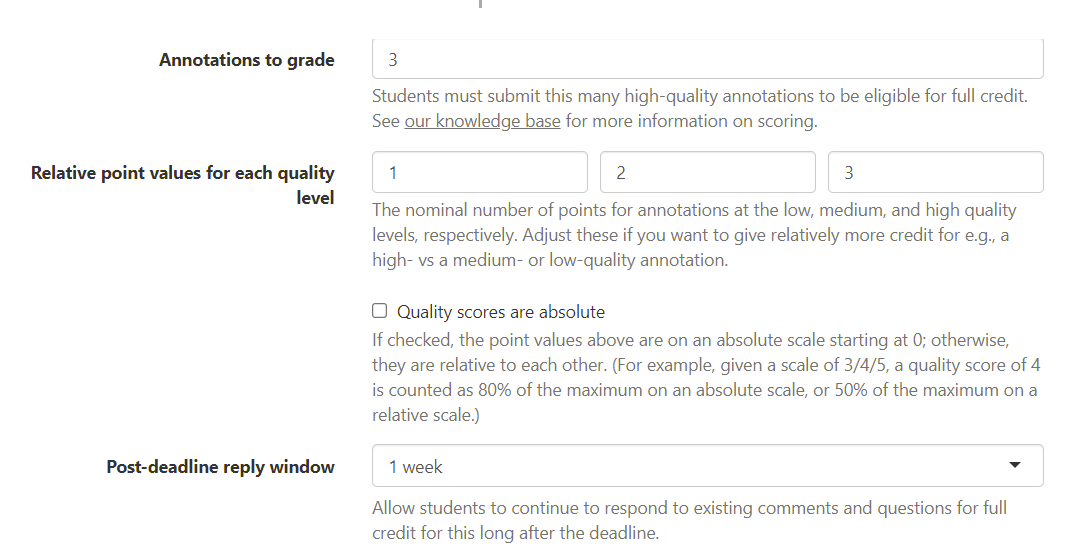 Annotations to grade
3
Students must submit this many high-quality annotations to be eligible for full credit.
See our knowledge base for more information on scoring.
Relative point values for each quality
level
1
2
3
The nominal number of points for annotations at the low, medium, and high quality
levels, respectively. Adjust these if you want to give relatively more credit for e.g., a
high- vs a medium- or low-quality annotation.
Quality scores are absolute
If checked, the point values above are on an absolute scale starting at 0; otherwise,
they are relative to each other. (For example, given a scale of 3/4/5, a quality score of 4
is counted as 80% of the maximum on an absolute scale, or 50% of the maximum on a
relative scale.)
Post-deadline reply window
1 week
Allow students to continue to respond to existing comments and questions for full
credit for this long after the deadline.